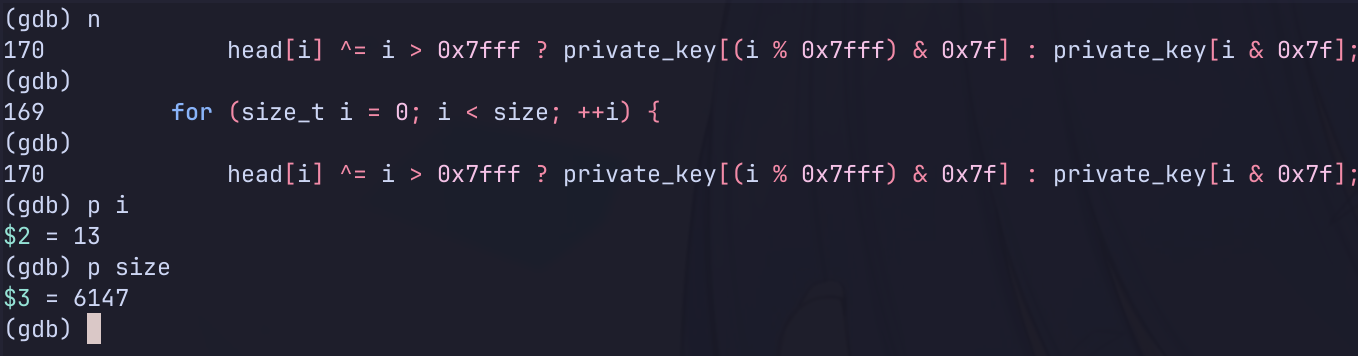 (gdb) n
170             head[i] ^= i > 0x7fff ? private_key[(i % 0x7fff) & 0x7f] : private_key[i & 0x7f];
(gdb)
169         for (size_t i = 0; i < size; ++i) {
(gdb)
170             head[i] ^= i > 0x7fff ? private_key[(i % 0x7fff) & 0x7f] : private_key[i & 0x7f];
(gdb) p i
$2 = 13
(gdb) p size
$3 = 6147
(gdb)